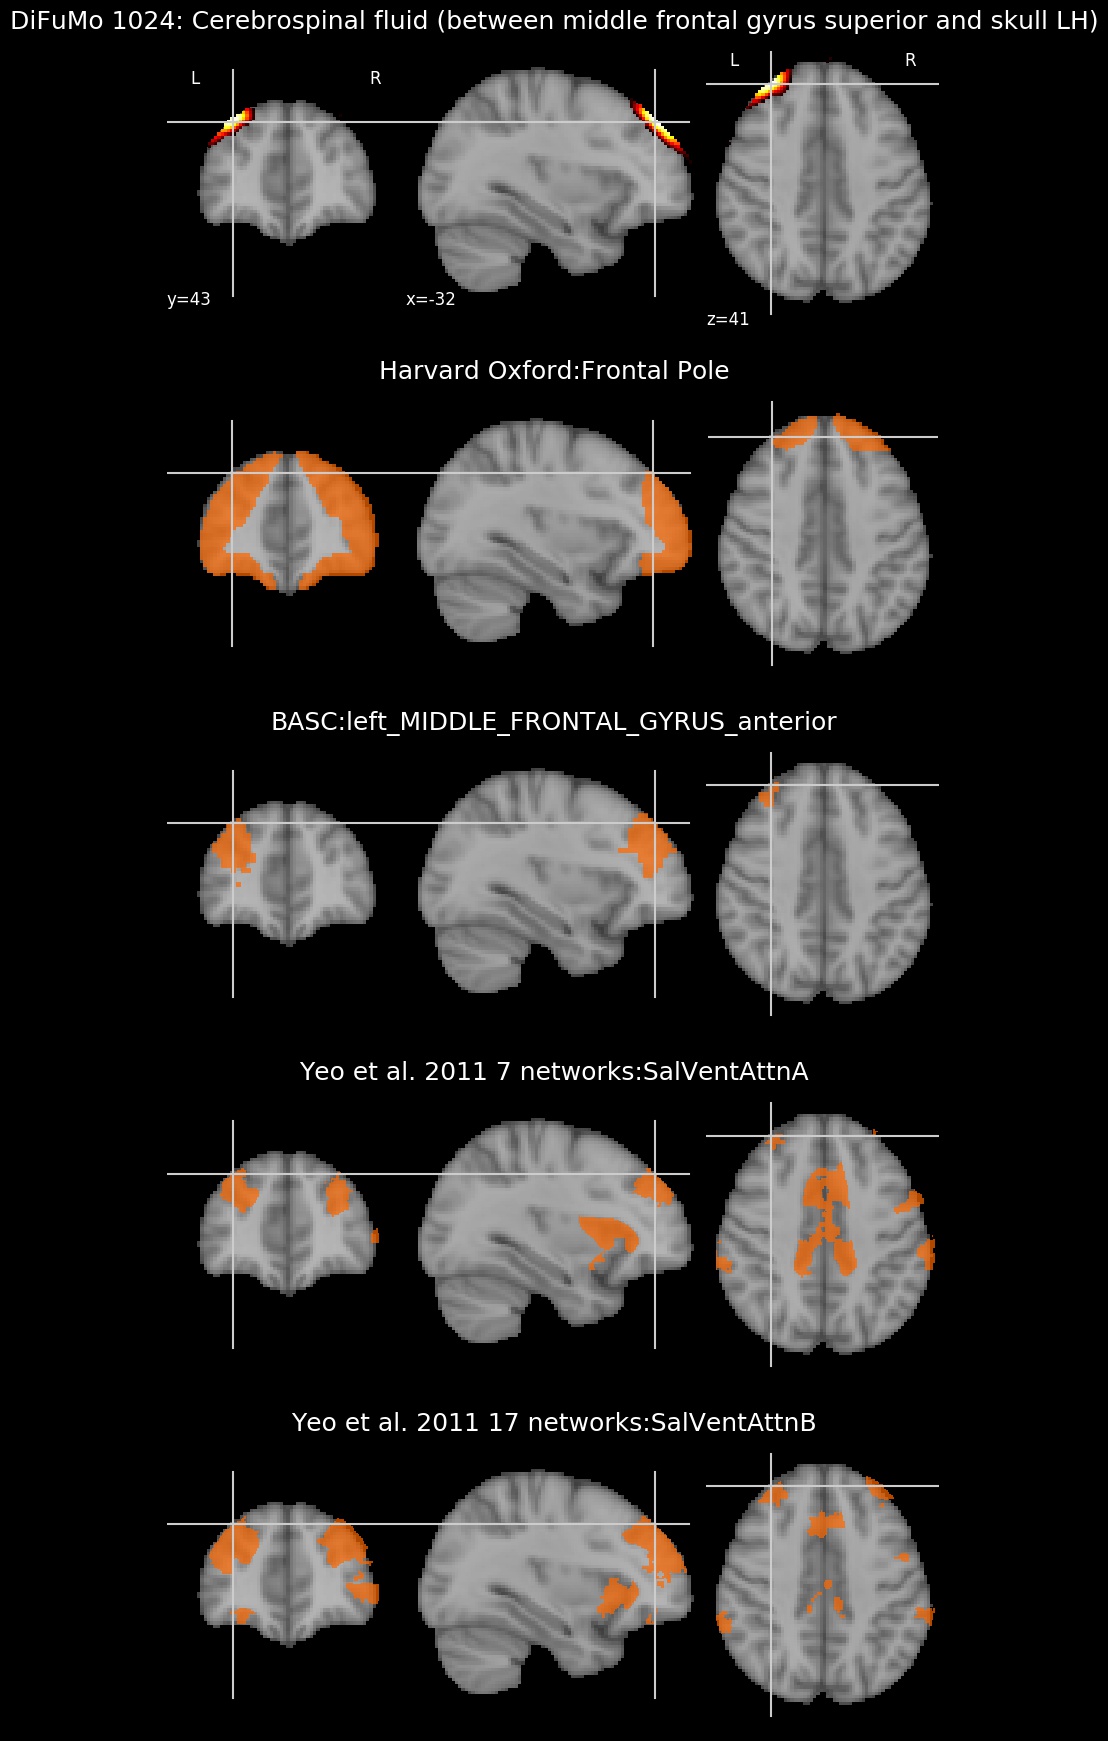 DiFuMo 1024: Cerebrospinal fluid (between middle frontal gyrus superior and skull LH)
L R L R
y=43 x=-32 z=41
Harvard Oxford:Frontal Pole
BASC:left_MIDDLE_FRONTAL_GYRUS_anterior
Yeo et al. 2011 7 networks:SalVentAttnA
Yeo et al. 2011 17 networks:SalVentAttnB